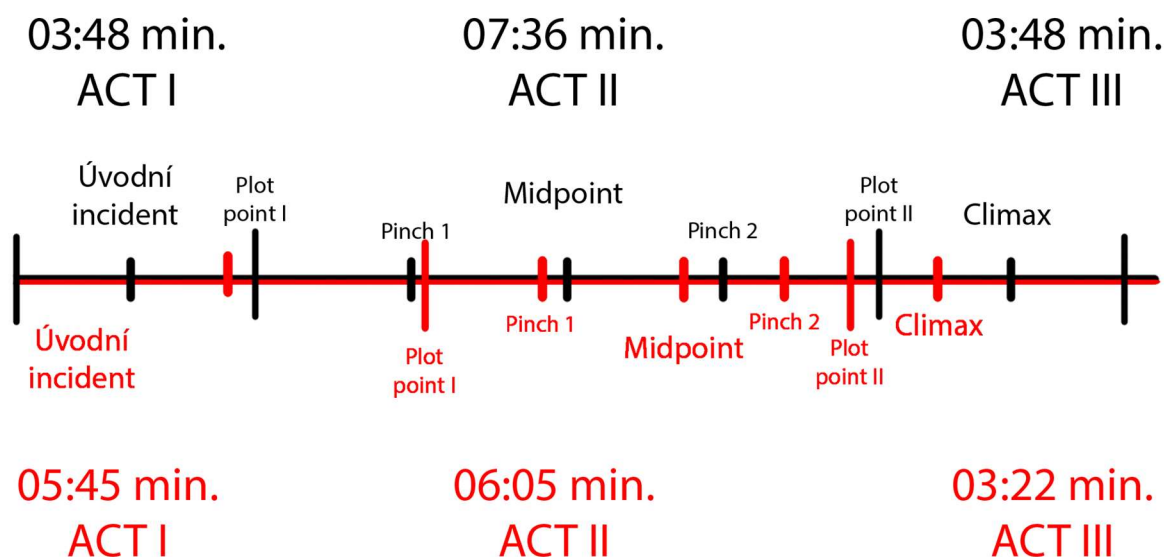 03:48 min.
ACT I
07:36 min.
ACT II
03:48 min.
ACT III
Úvodní
incident
Plot
point I
Pinch 1
Midpoint
Pinch 2
Plot
point II
Climax
Úvodní
incident
Plot
point I
Pinch 1
Midpoint
Pinch 2
Plot
point II
Climax
05:45 min.
ACT I
06:05 min.
ACT II
03:22 min.
ACT III